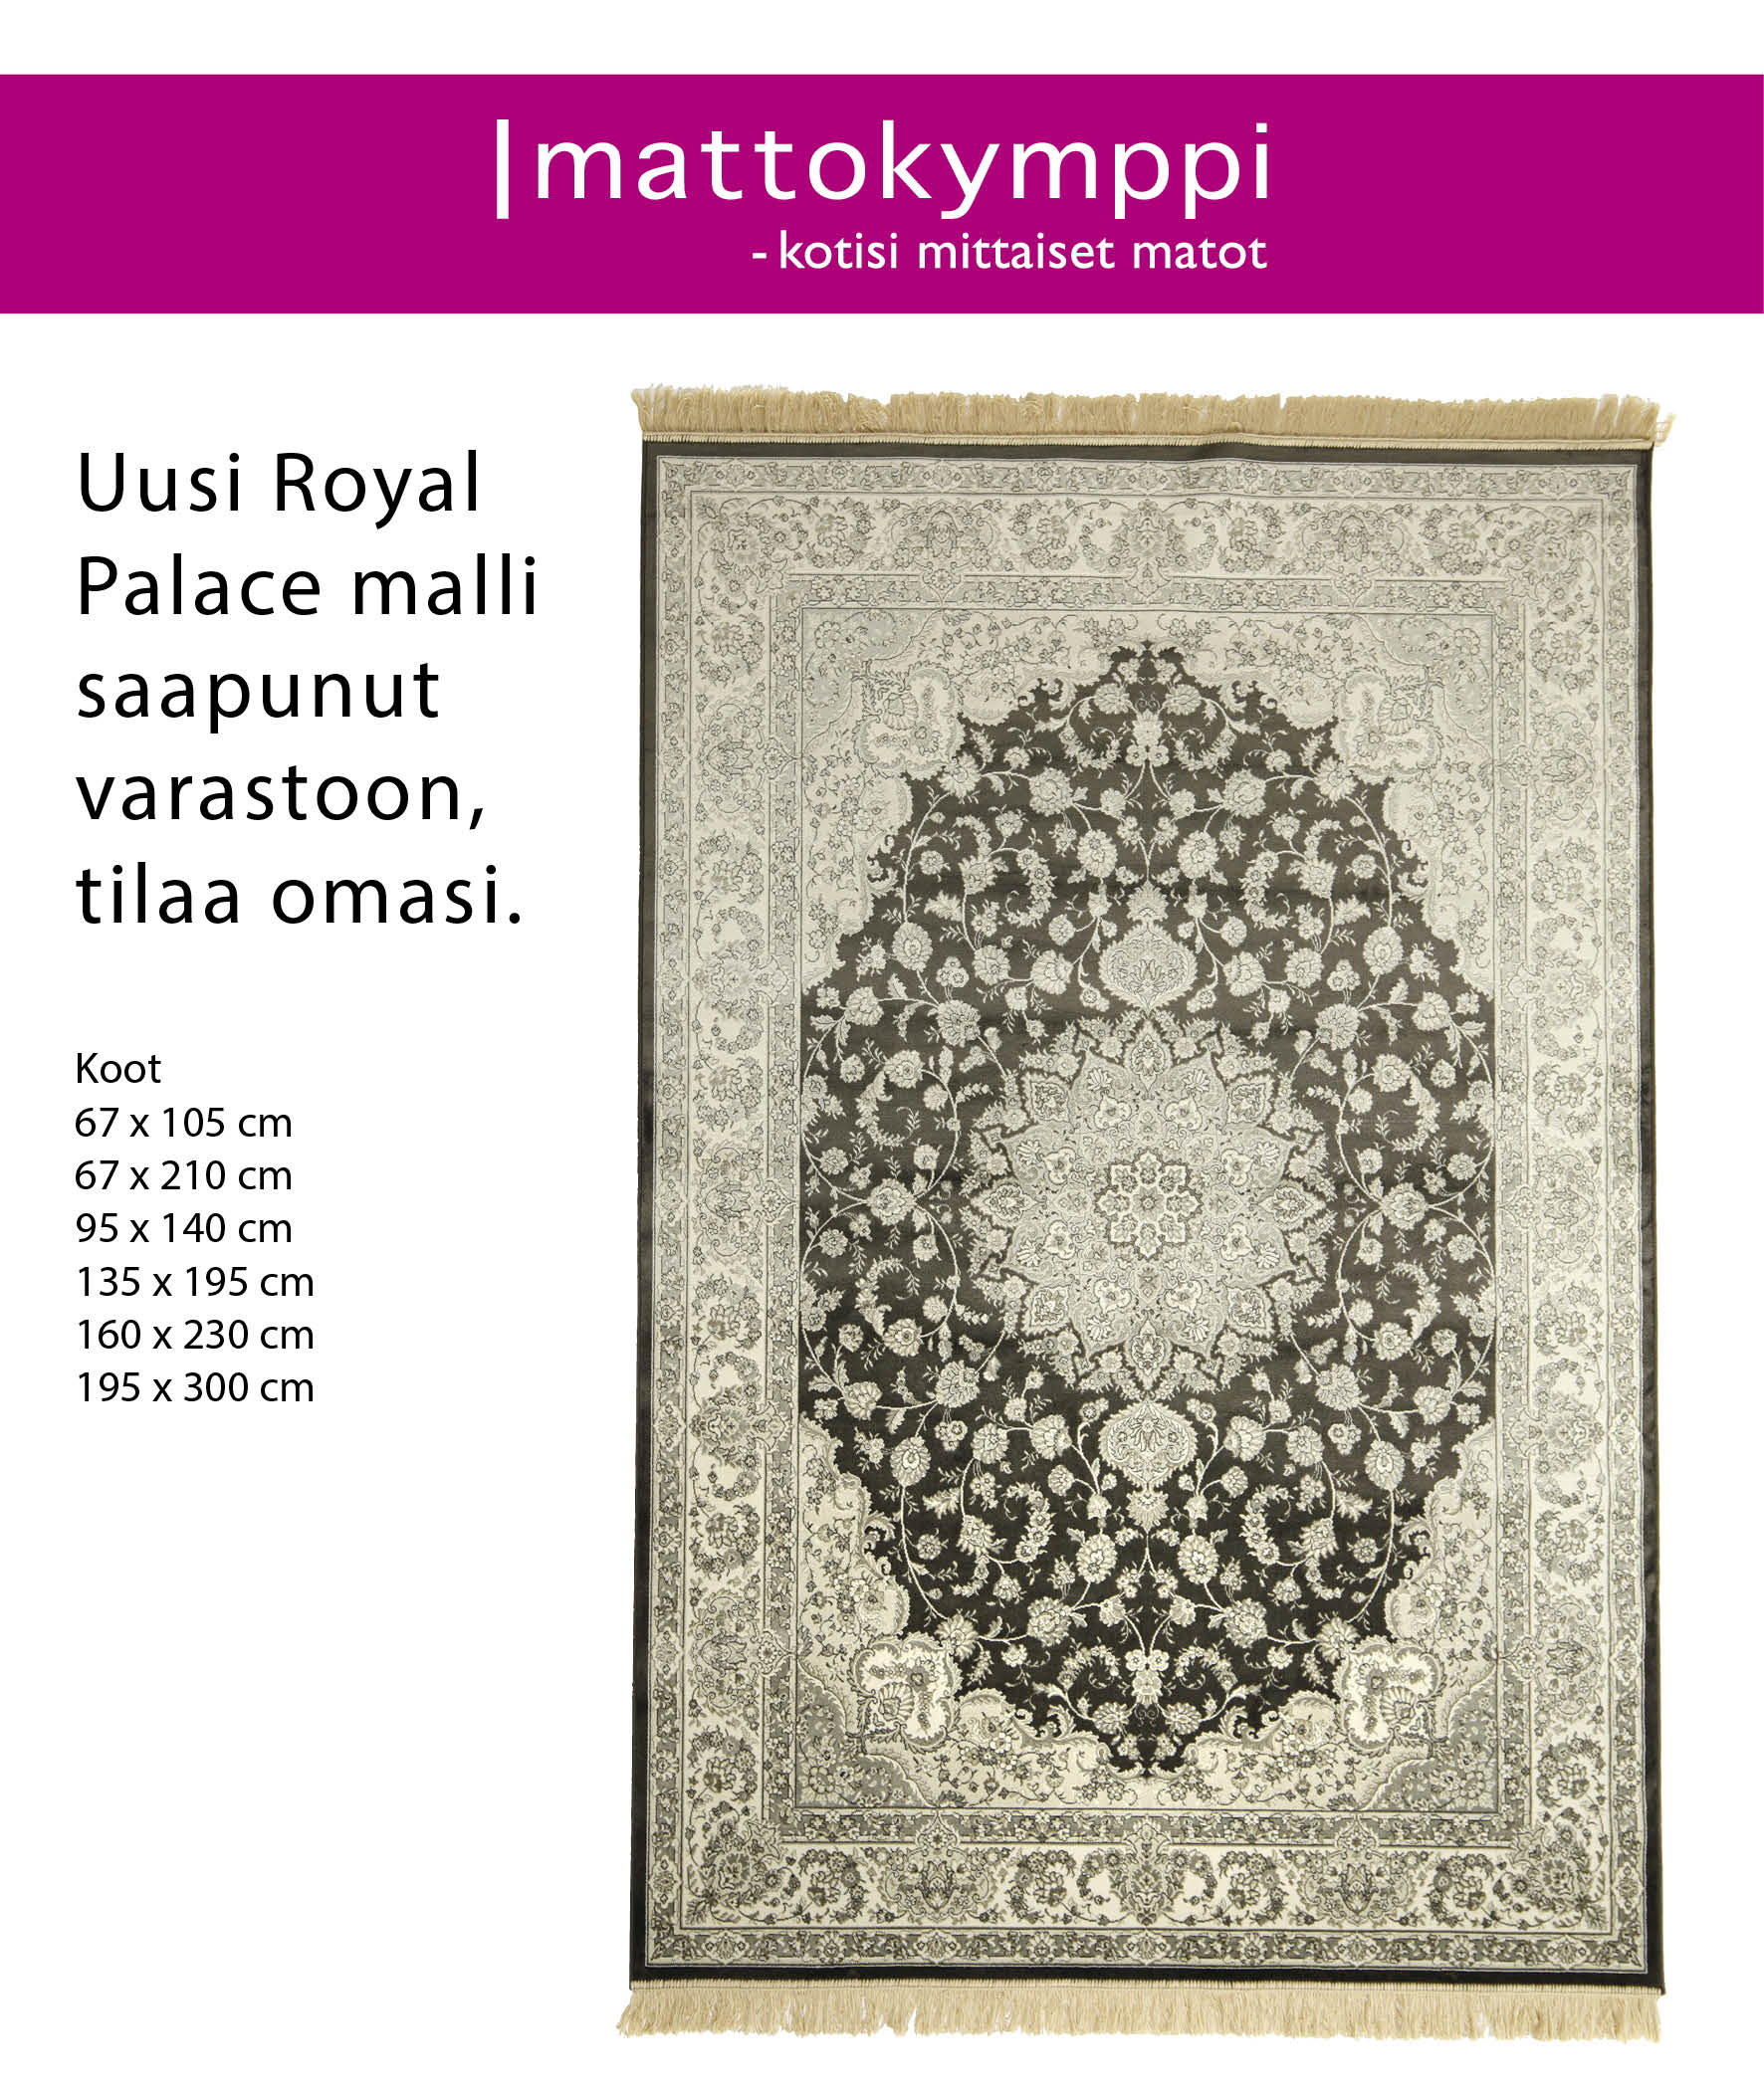 |mattokymppi
- kotisi mittaiset matot
Uusi Royal
Palace malli
saapunut
varastoon,
tilaa omasi.
Koot
67 x 105 cm
67 x 210 cm
95 x 140 cm
135 x 195 cm
160 x 230 cm
195 x 300 cm